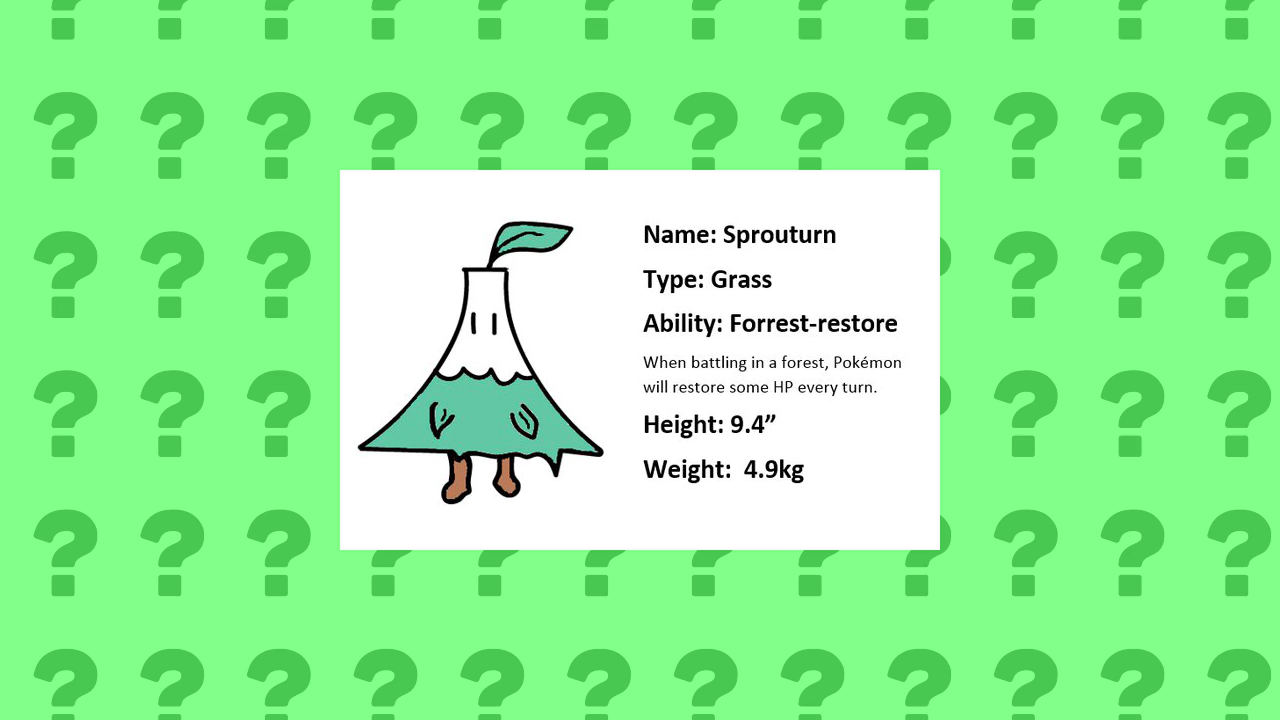 Name: Sprouturn
Type: Grass
Ability: Forrest-restore
When battling in a forest, Pokémon
will restore some HP every turn.
Height: 9.4”
Weight:  4.9kg